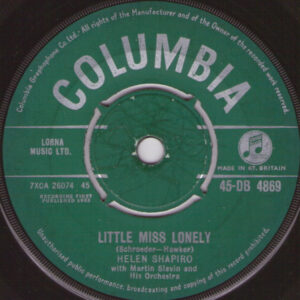 Columbia Graphophone Co. Ltd. All rights of the Manufacturer and of the Owner of the recorded work reserved
COLUMBIA
LORNA
MUSIC LTD.
MADE IN GT. BRITAIN
7XCA 26074 45
45-DB 4869
RECORDING FIRST
PUBLISHED
LITTLE MISS LONELY
(Schroeder—Hawker)
HELEN SHAPIRO
with Martin Slavin and
His Orchestra
Unauthorised public performance, broadcasting and copying of this record prohibited